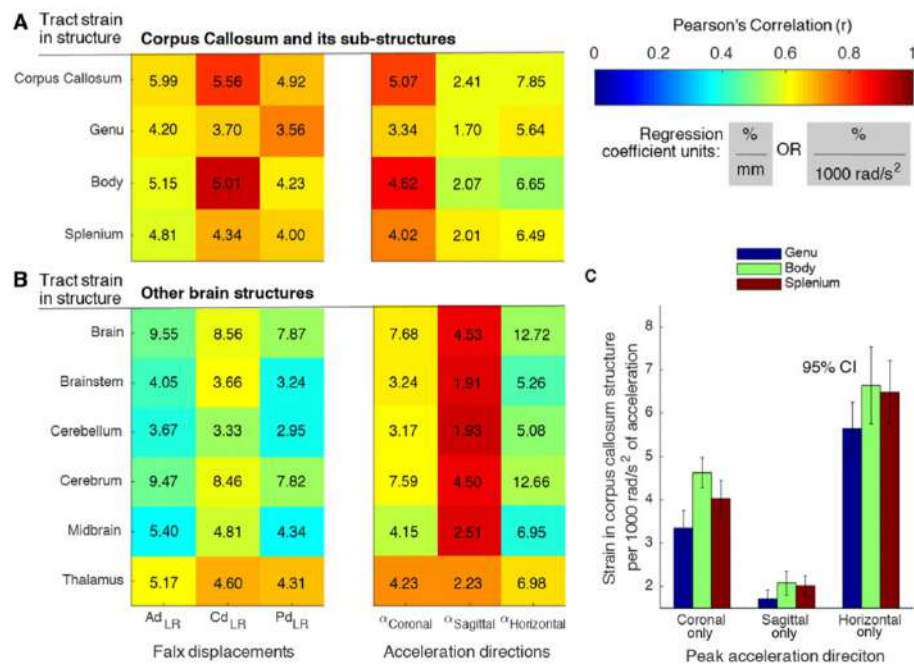 A Tract strain in structure Corpus Callosum and its sub-structures
Corpus Callosum 5.99 5.56 4.92 5.07 2.41 7.85
Genu 4.20 3.70 3.56 3.34 1.70 5.64
Body 5.15 5.01 4.23 4.62 2.07 6.65
Splenium 4.81 4.34 4.00 4.02 2.01 6.49
Pearson's Correlation (r)
0 0.2 0.4 0.6 0.8 1
Regression coefficient units: % / mm OR % / 1000 rad/s²
B Tract strain in structure Other brain structures
Brain 9.55 8.56 7.87 7.68 4.53 12.72
Brainstem 4.05 3.66 3.24 3.24 1.91 5.26
Cerebellum 3.67 3.33 2.95 3.17 1.93 5.08
Cerebrum 9.47 8.46 7.82 7.59 4.50 12.66
Midbrain 5.40 4.81 4.34 4.15 2.51 6.95
Thalamus 5.17 4.60 4.31 4.23 2.23 6.98
Ad LR Cd LR Pd LR α Coronal α Sagittal α Horizontal
Falx displacements Acceleration directions
C
Genu
Body
Splenium
95% CI
Strain in corpus callosum structure
per 1000 rad/s² of acceleration
8
7
6
5
4
3
2
Coronal only Sagittal only Horizontal only
Peak acceleration direciton